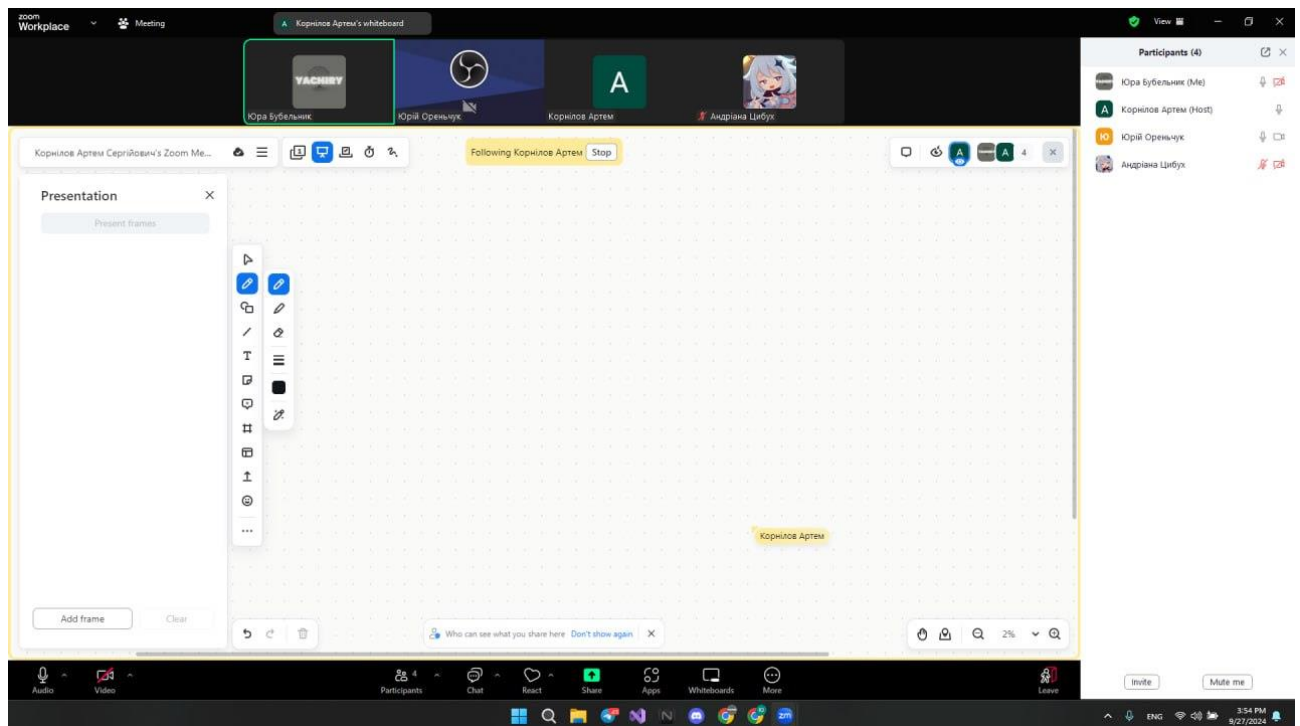 zoom
Workplace
Meeting
A Корнілов Артем's whiteboard
View
YACHIRY
Юра Бубельник
Юрій Ореньчук
A
Корнілов Артем
Андріана Цибух
Participants (4)
Юра Бубельник (Me)
A Корнілов Артем (Host)
Ю Юрій Ореньчук
Андріана Цибух
Корнілов Артем Сергійович's Zoom Me...
1
Following Корнілов Артем Stop
A
A 4
Presentation
Present frames
T
Корнілов Артем
Add frame
Clear
Who can see what you share here Don't show again
2%
Audio
Video
4
Participants
Chat
React
Share
Apps
Whiteboards
More
Leave
Invite
Mute me
N
zm
ENG
3:54 PM
9/27/2024